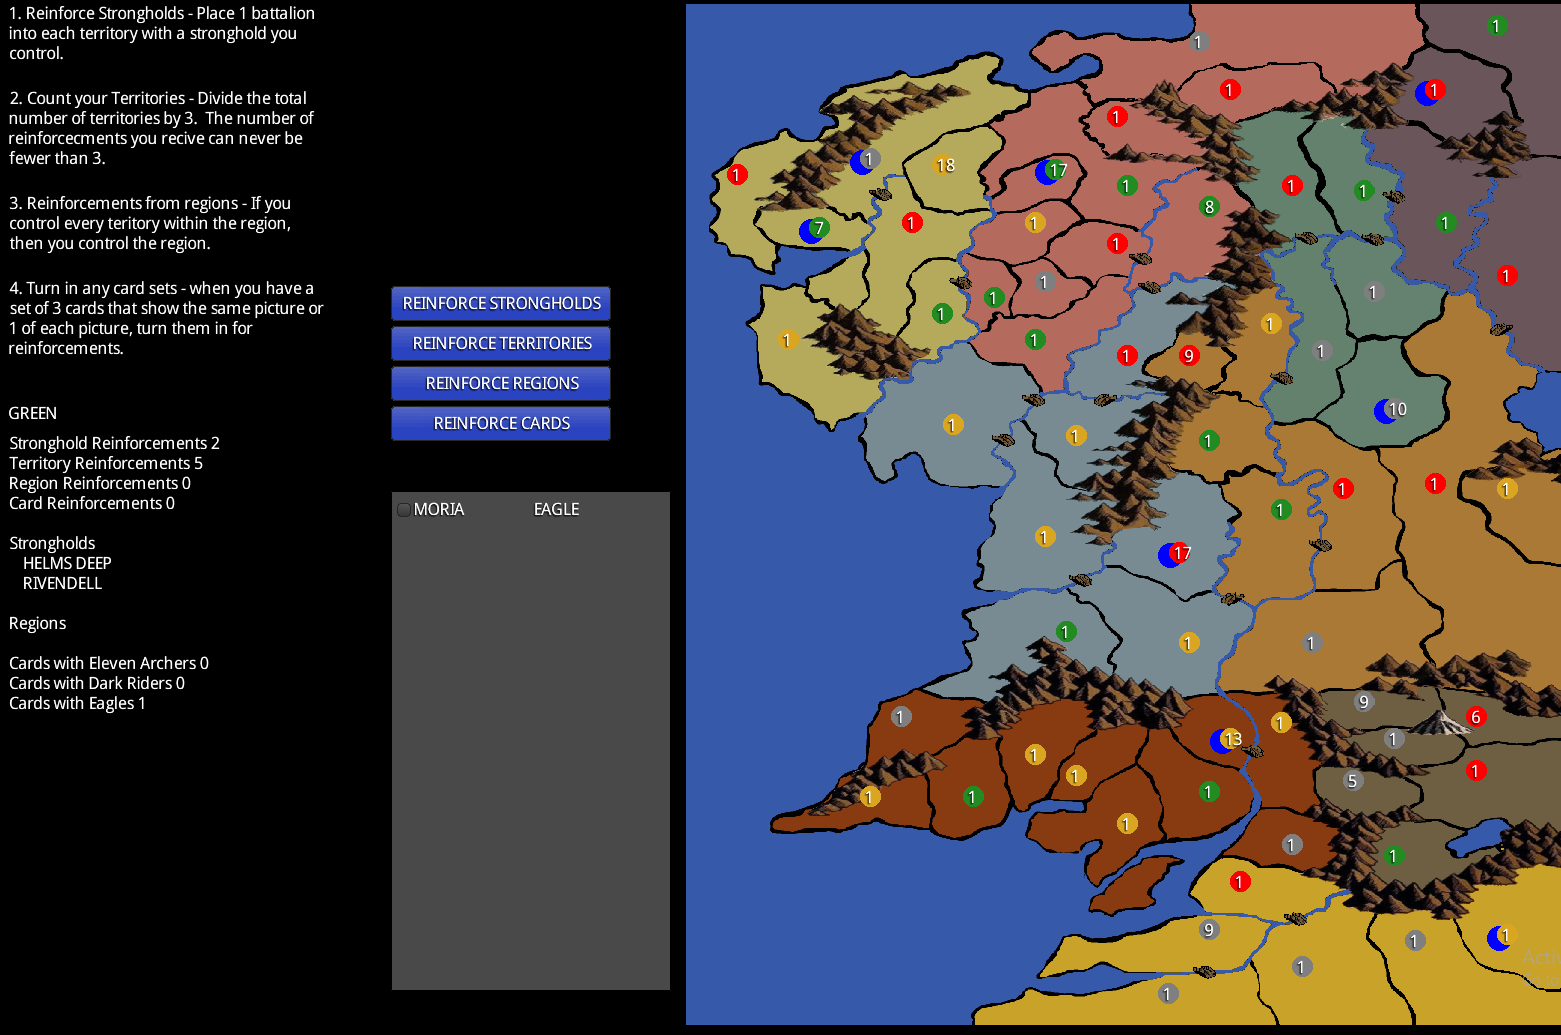 1. Reinforce Strongholds - Place 1 battalion
into each territory with a stronghold you
control.
2. Count your Territories - Divide the total
number of territories by 3. The number of
reinforcecments you recive can never be
fewer than 3.
3. Reinforcements from regions - If you
control every teritory within the region,
then you control the region.
4. Turn in any card sets - when you have a
set of 3 cards that show the same picture or
1 of each picture, turn them in for
reinforcements.
GREEN
Stronghold Reinforcements 2
Territory Reinforcements 5
Region Reinforcements 0
Card Reinforcements 0
Strongholds
HELMS DEEP
RIVENDELL
Regions
Cards with Eleven Archers 0
Cards with Dark Riders 0
Cards with Eagles 1
REINFORCE STRONGHOLDS
REINFORCE TERRITORIES
REINFORCE REGIONS
REINFORCE CARDS
MORIA EAGLE
1
1
1 1
1
1 18 17 1 1 1
1 8
7 1 1 1 1
1
1 1 1
1 1
1 1 1 1 9 1
1 1 1 10
1 1 1 1
1
1 17
1 1 1
1 9 6
1 13 1 1
1 1 1 5
1 1 1 1
1 1
1
9 1 1
1
1